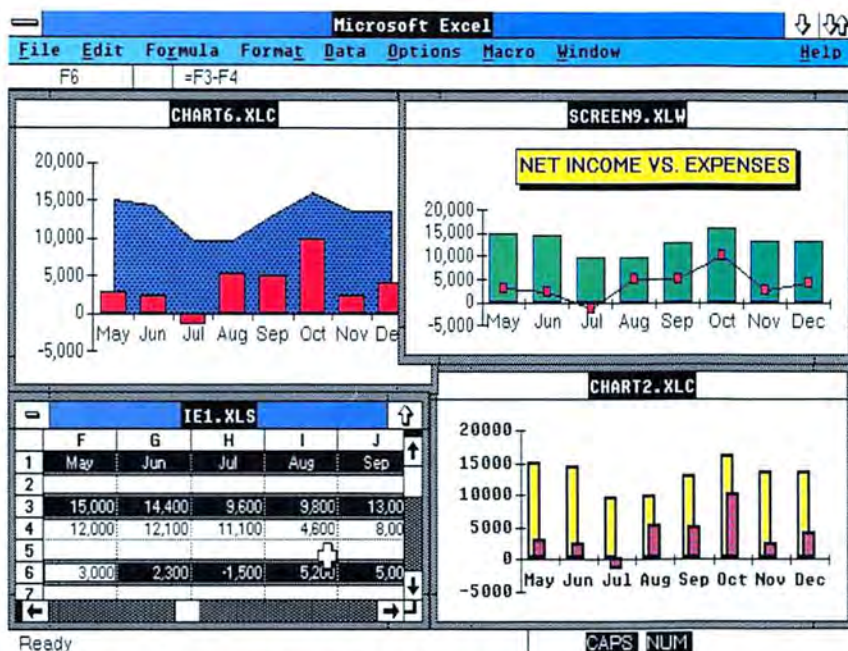 Microsoft Excel
File Edit Formula Format Data Options Macro Window Help
F6 =F3-F4
CHART6.XLC
20,000
15,000
10,000
5,000
0
-5,000
May Jun Jul Aug Sep Oct Nov De
SCREEN9.XLW
NET INCOME VS. EXPENSES
20,000
15,000
10,000
5,000
0
-5,000
May Jun Jul Aug Sep Oct Nov Dec
IE1.XLS
F G H I J
1 May Jun Jul Aug Sep
2
3 15,000 14,400 9,600 9,800 13,00
4 12,000 12,100 11,100 4,600 8,00
5
6 3,000 2,300 -1,500 5,200 5,00
7
CHART2.XLC
20000
15000
10000
5000
0
-5000
May Jun Jul Aug Sep Oct Nov Dec
Ready CAPS NUM